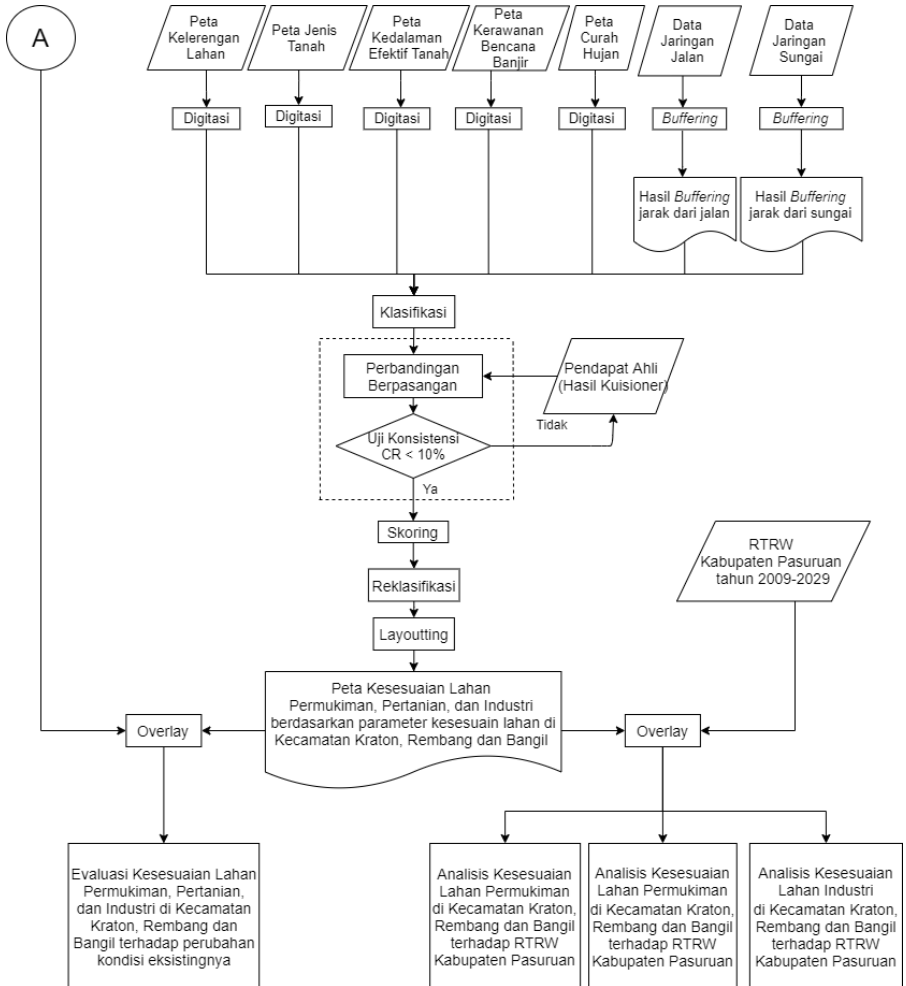 A
Peta
Kelerengan
Lahan
Peta Jenis
Tanah
Peta
Kedalaman
Efektif Tanah
Peta
Kerawanan
Bencana
Banjir
Peta
Curah
Hujan
Data
Jaringan
Jalan
Data
Jaringan
Sungai
Digitasi
Digitasi
Digitasi
Digitasi
Digitasi
Buffering
Buffering
Hasil Buffering
jarak dari jalan
Hasil Buffering
jarak dari sungai
Klasifikasi
Perbandingan
Berpasangan
Pendapat Ahli
(Hasil Kuisioner)
Uji Konsistensi
CR < 10%
Tidak
Ya
Skoring
RTRW
Kabupaten Pasuruan
tahun 2009-2029
Reklasifikasi
Layoutting
Peta Kesesuaian Lahan
Permukiman, Pertanian, dan Industri
berdasarkan parameter kesesuain lahan di
Kecamatan Kraton, Rembang dan Bangil
Overlay
Overlay
Evaluasi Kesesuaian Lahan
Permukiman, Pertanian,
dan Industri di Kecamatan
Kraton, Rembang dan
Bangil terhadap perubahan
kondisi eksistingnya
Analisis Kesesuaian
Lahan Permukiman
di Kecamatan Kraton,
Rembang dan Bangil
terhadap RTRW
Kabupaten Pasuruan
Analisis Kesesuaian
Lahan Permukiman
di Kecamatan Kraton,
Rembang dan Bangil
terhadap RTRW
Kabupaten Pasuruan
Analisis Kesesuaian
Lahan Industri
di Kecamatan Kraton,
Rembang dan Bangil
terhadap RTRW
Kabupaten Pasuruan